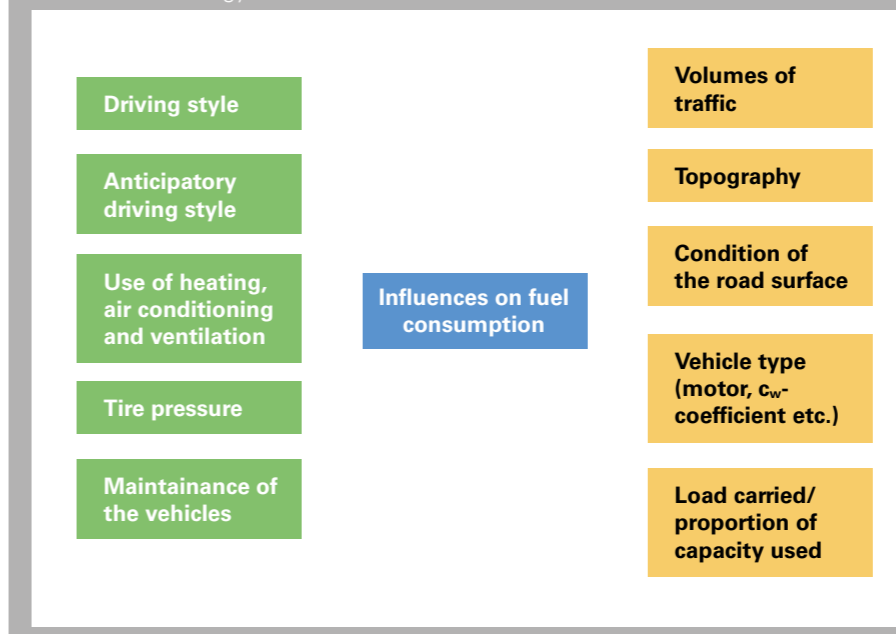 Driving style
Anticipatory
driving style
Use of heating,
air conditioning
and ventilation
Tire pressure
Maintainance of
the vehicles
Influences on fuel
consumption
Volumes of
traffic
Topography
Condition of
the road surface
Vehicle type
(motor, cw-
coefficient etc.)
Load carried/
proportion of
capacity used